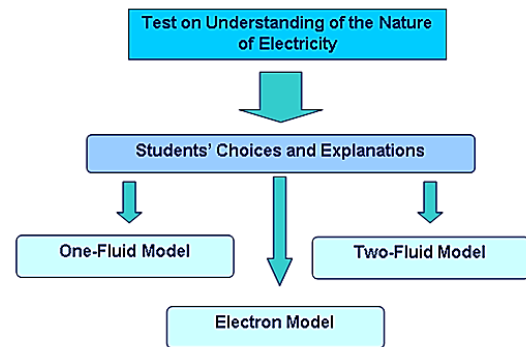 Test on Understanding of the Nature
of Electricity
Students' Choices and Explanations
One-Fluid Model
Two-Fluid Model
Electron Model